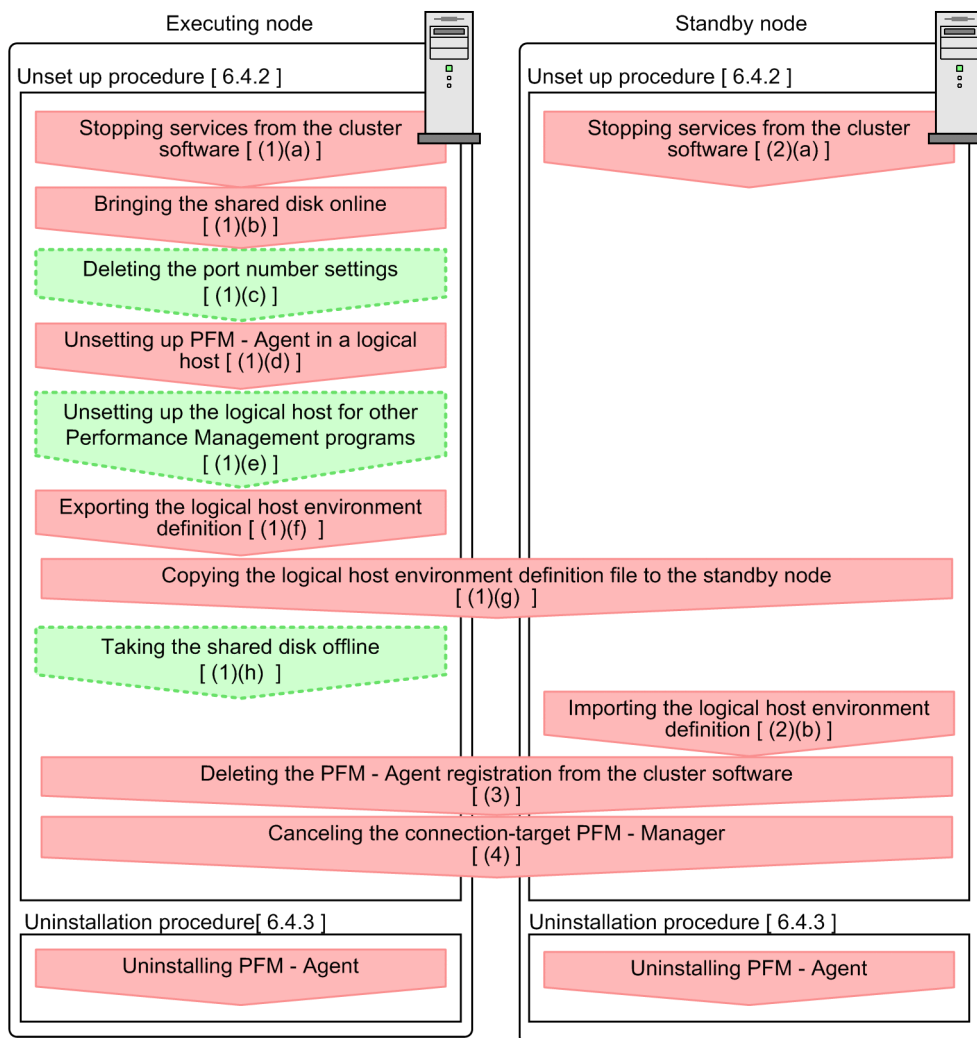 Executing node
Standby node
Unset up procedure [ 6.4.2 ]
Unset up procedure [ 6.4.2 ]
Stopping services from the cluster
software [ (1)(a) ]
Stopping services from the cluster
software [ (2)(a) ]
Bringing the shared disk online
[ (1)(b) ]
Deleting the port number settings
[ (1)(c) ]
Unsetting up PFM - Agent in a logical
host [ (1)(d) ]
Unsetting up the logical host for other
Performance Management programs
[ (1)(e) ]
Exporting the logical host environment
definition [ (1)(f) ]
Copying the logical host environment definition file to the standby node
[ (1)(g) ]
Taking the shared disk offline
[ (1)(h) ]
Importing the logical host environment
definition [ (2)(b) ]
Deleting the PFM - Agent registration from the cluster software
[ (3) ]
Canceling the connection-target PFM - Manager
[ (4) ]
Uninstallation procedure[ 6.4.3 ]
Uninstallation procedure [ 6.4.3 ]
Uninstalling PFM - Agent
Uninstalling PFM - Agent